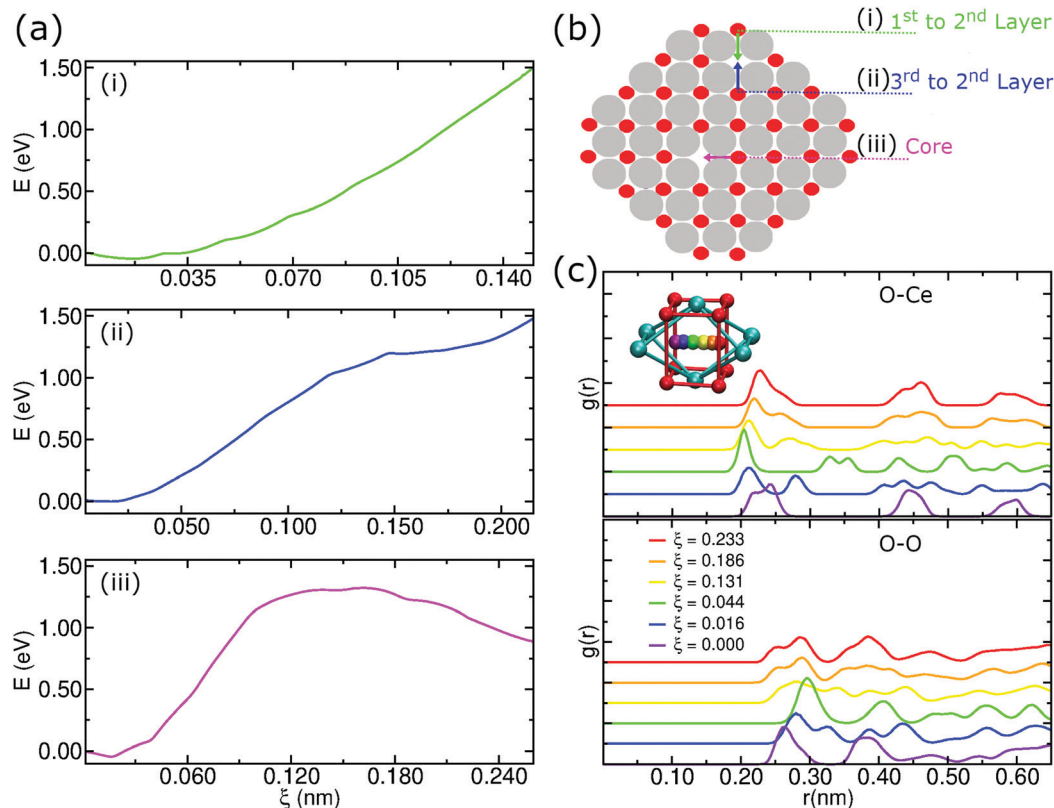 (a)
(i)
E (eV)
1.50
1.00
0.50
0.00
0.035 0.070 0.105 0.140
(ii)
E (eV)
1.50
1.00
0.50
0.00
0.050 0.100 0.150 0.200
(iii)
E (eV)
1.50
1.00
0.50
0.00
0.060 0.120 0.180 0.240
ξ (nm)
(b)
(i) 1st to 2nd Layer
(ii) 3rd to 2nd Layer
(iii) Core
(c)
O-Ce
g(r)
O-O
ξ = 0.233
ξ = 0.186
ξ = 0.131
ξ = 0.044
ξ = 0.016
ξ = 0.000
g(r)
0.10 0.20 0.30 0.40 0.50 0.60
r(nm)